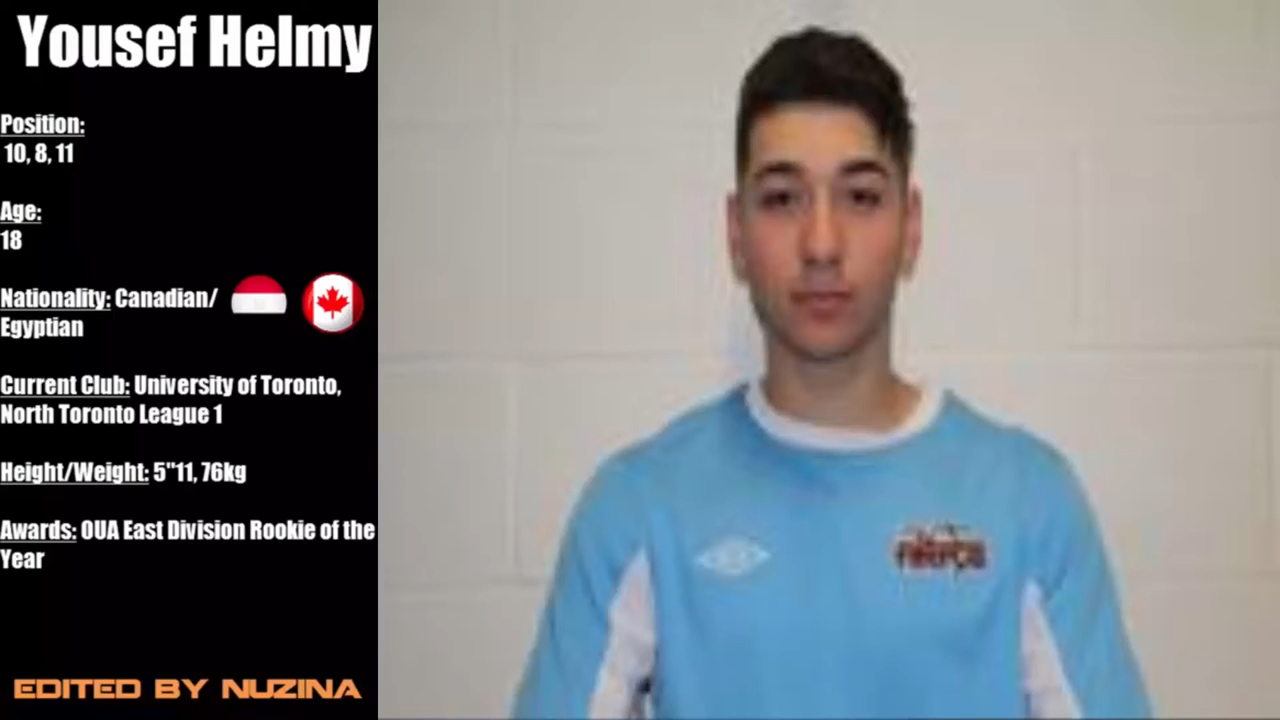 Yousef Helmy
Position:
10, 8, 11
Age:
18
Nationality: Canadian/
Egyptian
Current Club: University of Toronto,
North Toronto League 1
Height/Weight: 5"11, 76kg
Awards: OUA East Division Rookie of the
Year
EDITED BY NUZINA